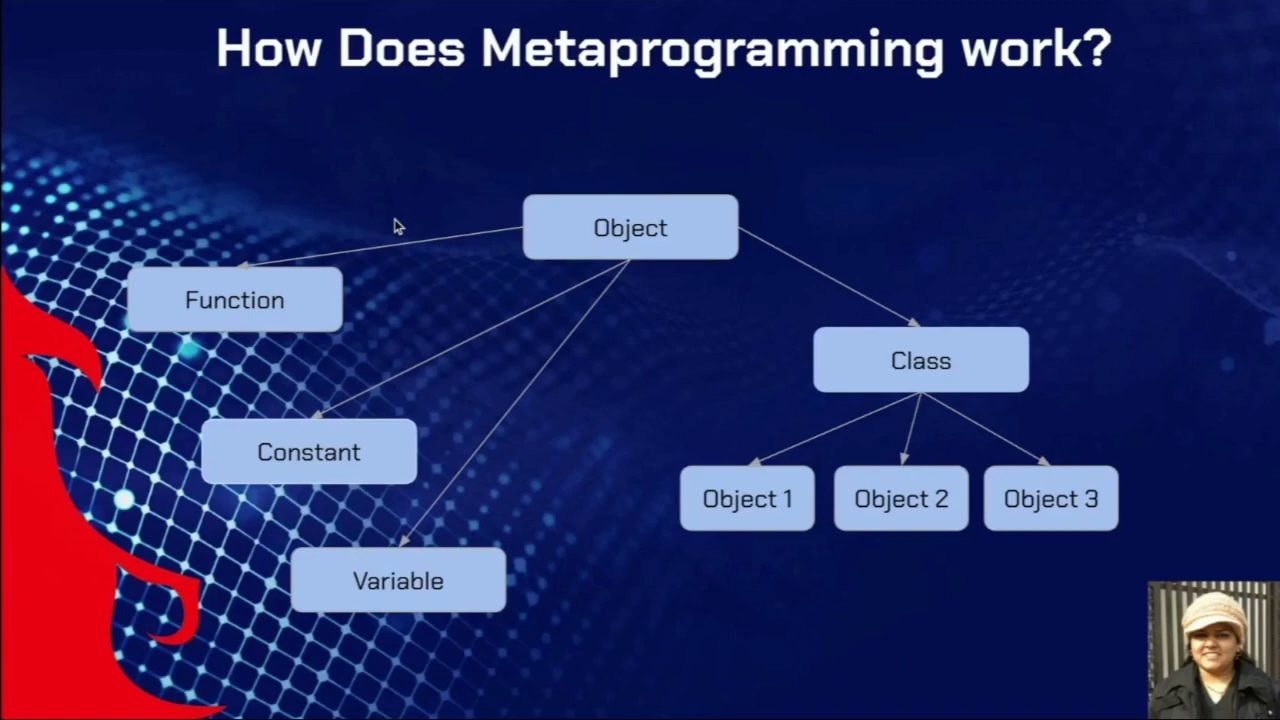 How Does Metaprogramming work?
Object
Function
Class
Constant
Object 1
Object 2
Object 3
Variable